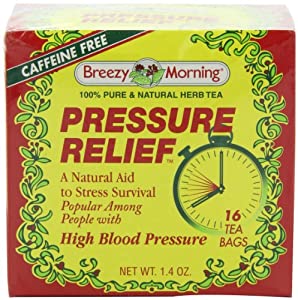 CAFFEINE FREE
Breezy Morning
100% PURE & NATURAL HERB TEA
PRESSURE
RELIEF™
A Natural Aid
to Stress Survival
Popular Among
People with
High Blood Pressure
16
TEA
BAGS
NET WT. 1.4 OZ.